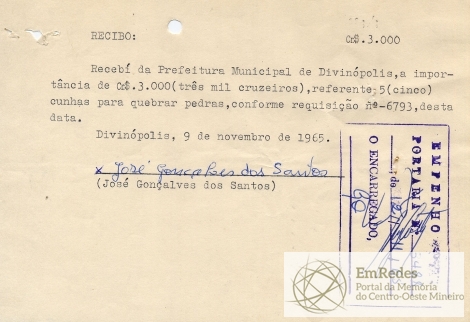 RECIBO:
Cr$.3.000
Recebí da Prefeitura Municipal de Divinópolis,a impor-
tância de Cr$.3.000(três mil cruzeiros),referente 5(cinco)
cunhas para quebrar pedras,conforme requisição nº-6793,desta
data.
Divinópolis, 9 de novembro de 1965.
x José Gonçalves dos Santos
(José Gonçalves dos Santos)
EMPENHO
PORTARIA
O ENCARREGADO,
EmRedes
Portal da Memória
do Centro-Oeste Mineiro